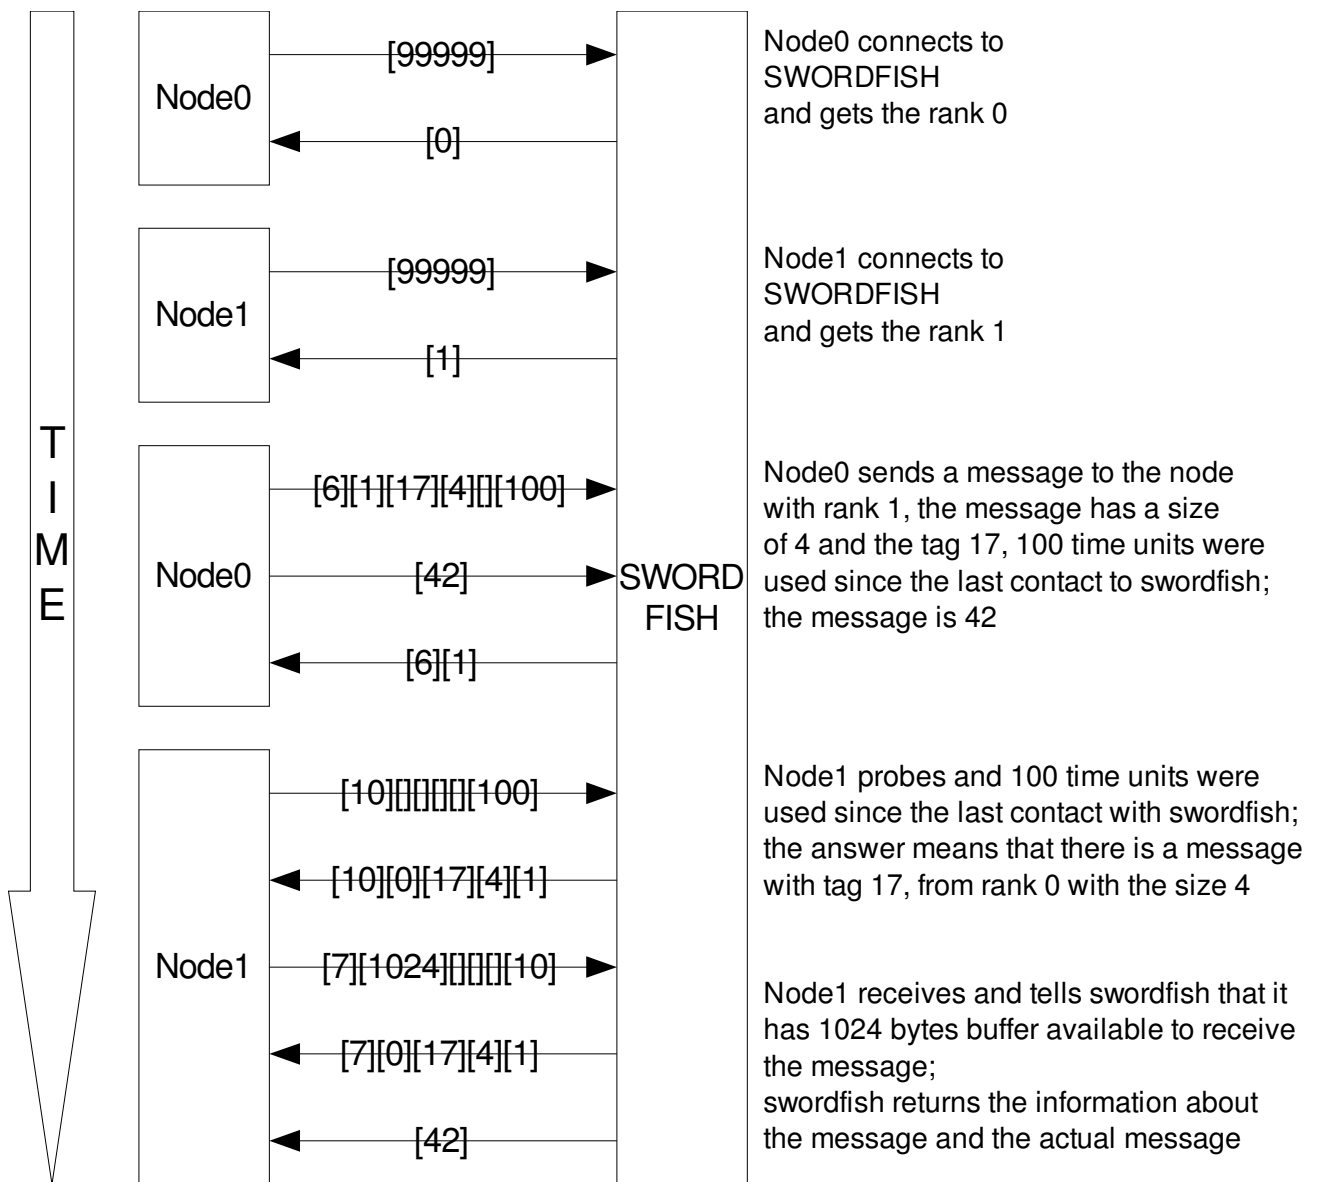 [99999]
Node0
[0]
Node0 connects to
SWORDFISH
and gets the rank 0
[99999]
Node1
[1]
Node1 connects to
SWORDFISH
and gets the rank 1
T
I
M
E
[6][1][17][4][][100]
Node0
[42]
[6][1]
SWORD
FISH
Node0 sends a message to the node
with rank 1, the message has a size
of 4 and the tag 17, 100 time units were
used since the last contact to swordfish;
the message is 42
[10][][][][][100]
[10][0][17][4][1]
Node1
[7][1024][][][][10]
[7][0][17][4][1]
[42]
Node1 probes and 100 time units were
used since the last contact with swordfish;
the answer means that there is a message
with tag 17, from rank 0 with the size 4
Node1 receives and tells swordfish that it
has 1024 bytes buffer available to receive
the message;
swordfish returns the information about
the message and the actual message